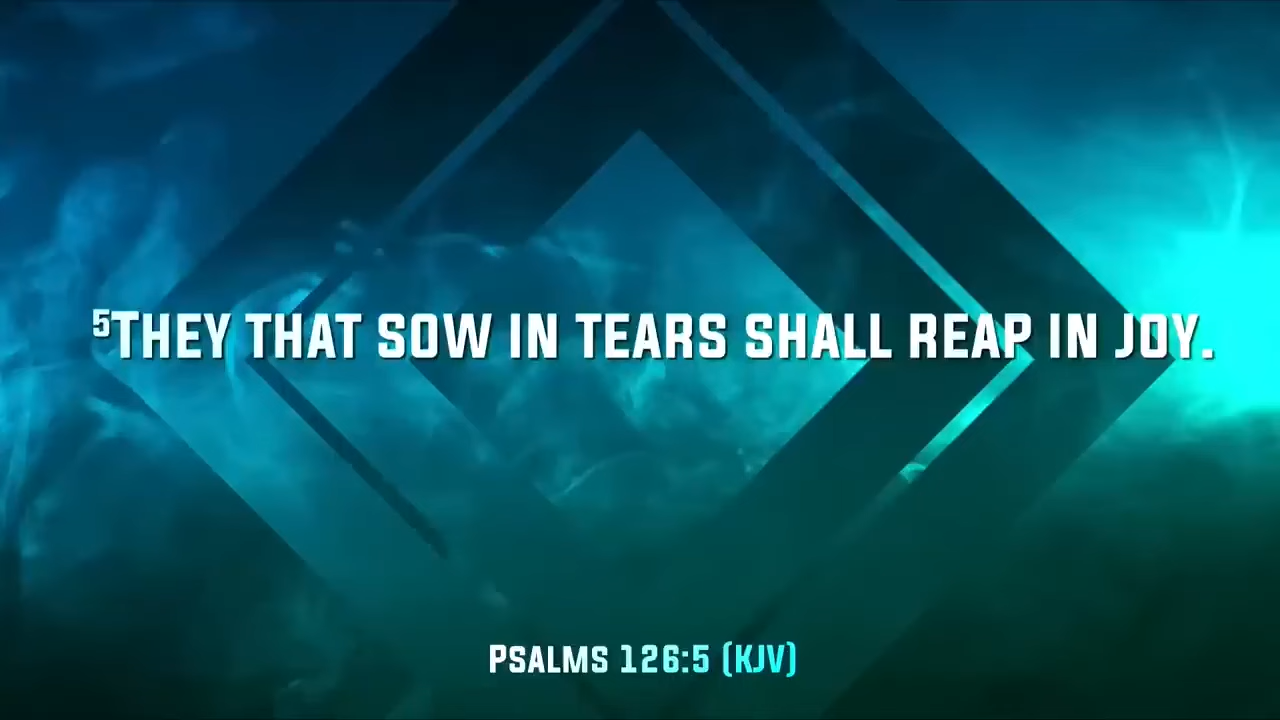 ⁵THEY THAT SOW IN TEARS SHALL REAP IN JOY.
PSALMS 126:5 (KJV)